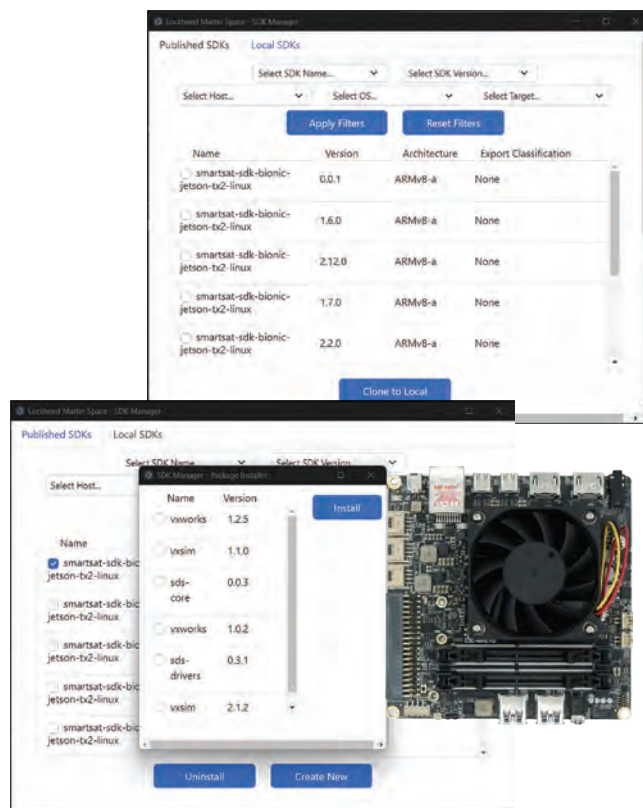 Lockheed Martin Space - SDK Manager
Published SDKs Local SDKs
Select SDK Name... Select SDK Version...
Select Host... Select OS... Select Target...
Apply Filters Reset Filters
Name Version Architecture Export Classification
smartsat-sdk-bionic-
jetson-tx2-linux 0.0.1 ARMv8-a None
smartsat-sdk-bionic-
jetson-tx2-linux 1.6.0 ARMv8-a None
smartsat-sdk-bionic-
jetson-tx2-linux 2.12.0 ARMv8-a None
smartsat-sdk-bionic-
jetson-tx2-linux 1.7.0 ARMv8-a None
smartsat-sdk-bionic-
jetson-tx2-linux 2.2.0 ARMv8-a None
Clone to Local
Lockheed Martin Space - SDK Manager
Published SDKs Local SDKs
Select SDK Name Select SDK Version
Select Host...
Name
smartsat-sdk-bio
jetson-tx2-linux
smartsat-sdk-bic
jetson-tx2-linux
smartsat-sdk-bic
jetson-tx2-linux
smartsat-sdk-bic
jetson-tx2-linux
smartsat-sdk-bic
jetson-tx2-linux
SDK Manager - Package Installer
Name Version
Install
vxworks 1.2.5
vxsim 1.1.0
sds-
core 0.0.3
vxworks 1.0.2
sds-
drivers 0.3.1
vxsim 2.1.2
Uninstall Create New